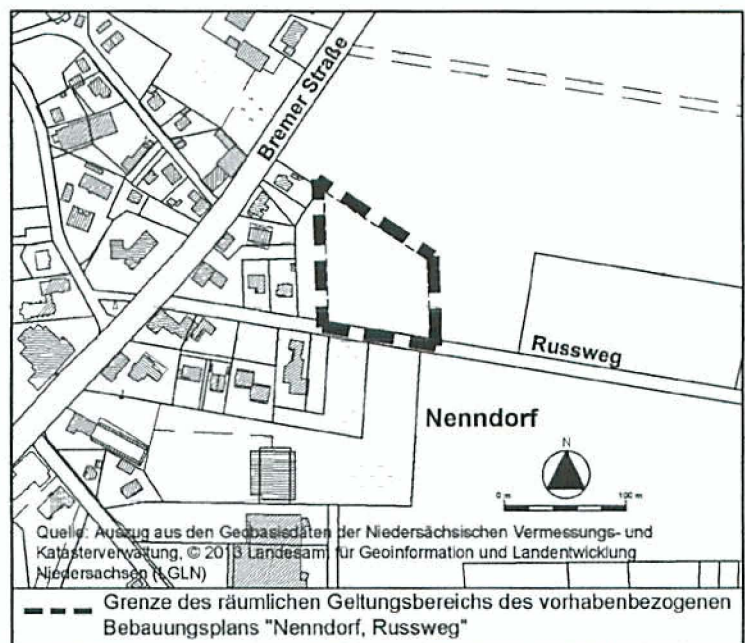 Bremer Straße
Russweg
Nenndorf
N
0 m 100 m
Quelle: Auszug aus den Geobasisdaten der Niedersächsischen Vermessungs- und
Katasterverwaltung, © 2013 Landesamt für Geoinformation und Landentwicklung
Niedersachsen (LGLN)
Grenze des räumlichen Geltungsbereichs des vorhabenbezogenen
Bebauungsplans "Nenndorf, Russweg"